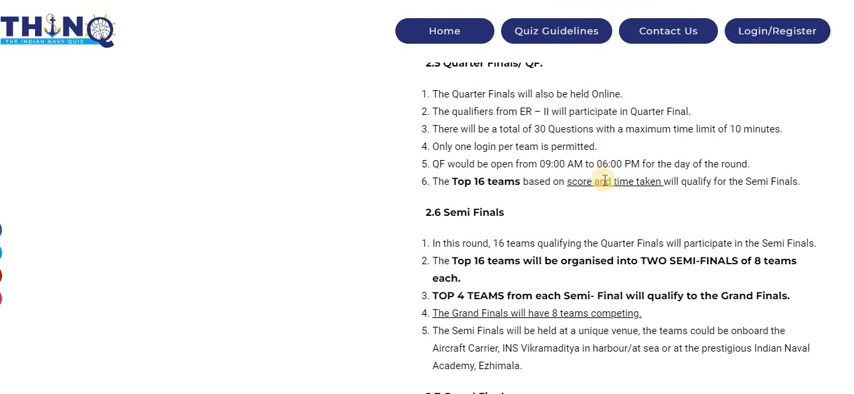 THINQ
THE INDIAN NAVY QUIZ
Home
Quiz Guidelines
Contact Us
Login/Register
2.5 Quarter Finals/ QF.
1. The Quarter Finals will also be held Online.
2. The qualifiers from ER – II will participate in Quarter Final.
3. There will be a total of 30 Questions with a maximum time limit of 10 minutes.
4. Only one login per team is permitted.
5. QF would be open from 09:00 AM to 06:00 PM for the day of the round.
6. The Top 16 teams based on score and time taken will qualify for the Semi Finals.
2.6 Semi Finals
1. In this round, 16 teams qualifying the Quarter Finals will participate in the Semi Finals.
2. The Top 16 teams will be organised into TWO SEMI-FINALS of 8 teams
each.
3. TOP 4 TEAMS from each Semi- Final will qualify to the Grand Finals.
4. The Grand Finals will have 8 teams competing.
5. The Semi Finals will be held at a unique venue, the teams could be onboard the
Aircraft Carrier, INS Vikramaditya in harbour/at sea or at the prestigious Indian Naval
Academy, Ezhimala.